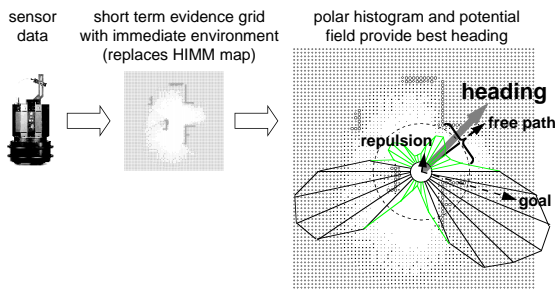 sensor
data
short term evidence grid
with immediate environment
(replaces HIMM map)
polar histogram and potential
field provide best heading
heading
free path
repulsion
goal